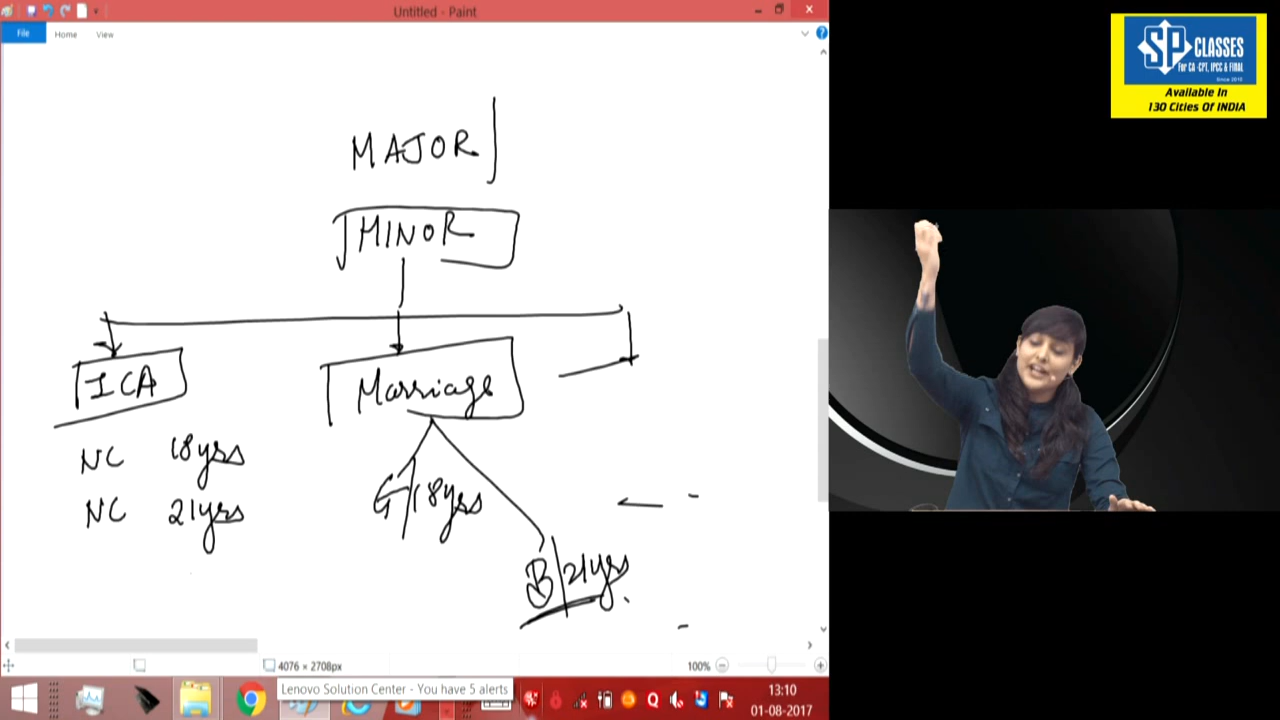 Untitled - Paint
File Home View
SP CLASSES
For CA -CPT, IPCC & FINAL
Since 2010
Available In
130 Cities Of INDIA
MAJOR
MINOR
ICA
Marriage
NC 18yrs
NC 21yrs
G/18yrs
B/21yrs
4076 × 2708px
100%
Lenovo Solution Center - You have 5 alerts
13:10
01-08-2017